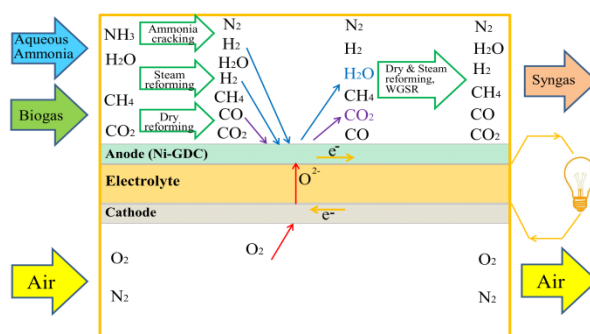 Aqueous
Ammonia
Biogas
Air
NH3
H2O
CH4
CO2
Ammonia
cracking
Steam
reforming
Dry
reforming
N2
H2
H2O
H2
CH4
CO
CO2
N2
H2
H2O
CH4
CO2
CO
Dry & Steam
reforming,
WGSR
N2
H2O
H2
CH4
CO
CO2
Syngas
Anode (Ni-GDC)
e-
Electrolyte
O2-
Cathode
e-
O2
O2
N2
O2
N2
Air